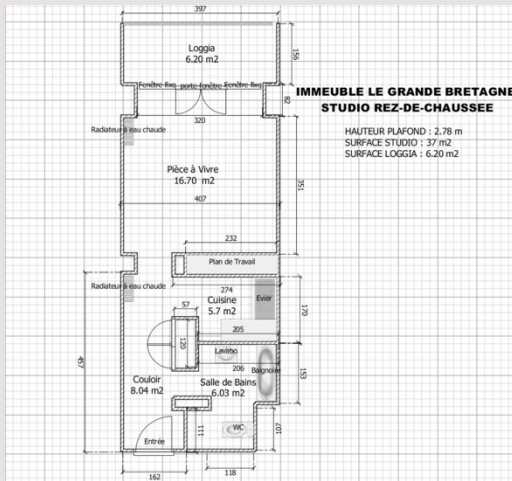 397
Loggia
6.20 m2
156
Fenêtre fixe porte-fenêtre Fenêtre fixe
82
IMMEUBLE LE GRANDE BRETAGNE
STUDIO REZ-DE-CHAUSSEE
320
Radiateur à eau chaude
HAUTEUR PLAFOND : 2.78 m
SURFACE STUDIO : 37 m2
SURFACE LOGGIA : 6.20 m2
Pièce à Vivre
16.70 m2
351
407
232
Plan de Travail
Radiateur à eau chaude
274
Cuisine
5.7 m2
Evier
57
170
205
120
457
Lavabo
206
Baignoire
Couloir
8.04 m2
Salle de Bains
6.03 m2
153
111
WC
107
Entrée
162
118